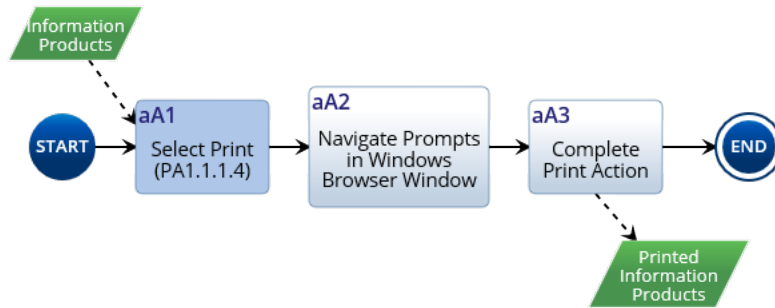 Information
Products
START
aA1
Select Print
(PA1.1.1.4)
aA2
Navigate Prompts
in Windows
Browser Window
aA3
Complete
Print Action
END
Printed
Information
Products